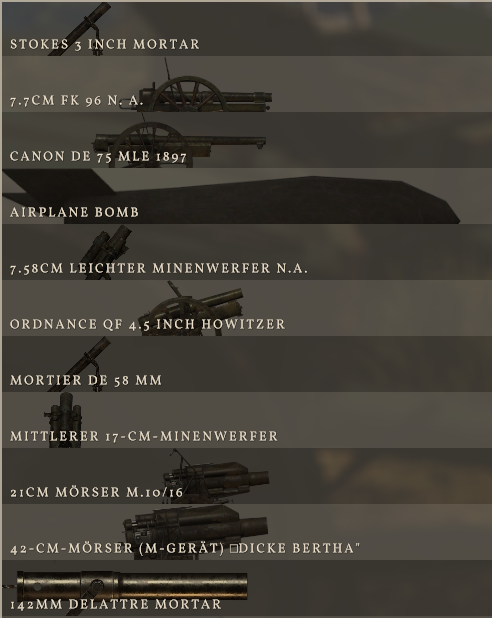 STOKES 3 INCH MORTAR
7.7CM FK 96 N. A.
CANON DE 75 MLE 1897
AIRPLANE BOMB
7.58CM LEICHTER MINENWERFER N.A.
ORDNANCE QF 4.5 INCH HOWITZER
MORTIER DE 58 MM
MITTLERER 17-CM-MINENWERFER
21CM MÖRSER M.10/16
42-CM-MÖRSER (M-GERÄT) □DICKE BERTHA"
142MM DELATTRE MORTAR